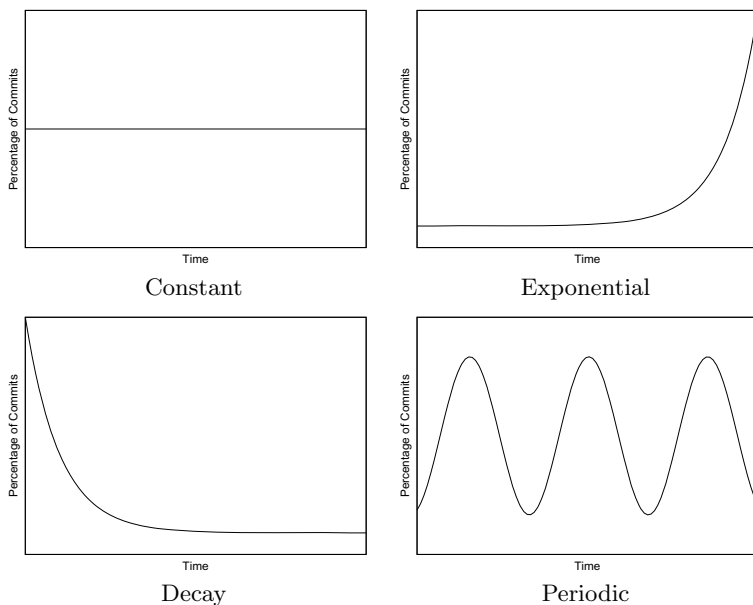 Percentage of Commits
Time
Constant
Percentage of Commits
Time
Exponential
Percentage of Commits
Time
Decay
Percentage of Commits
Time
Periodic